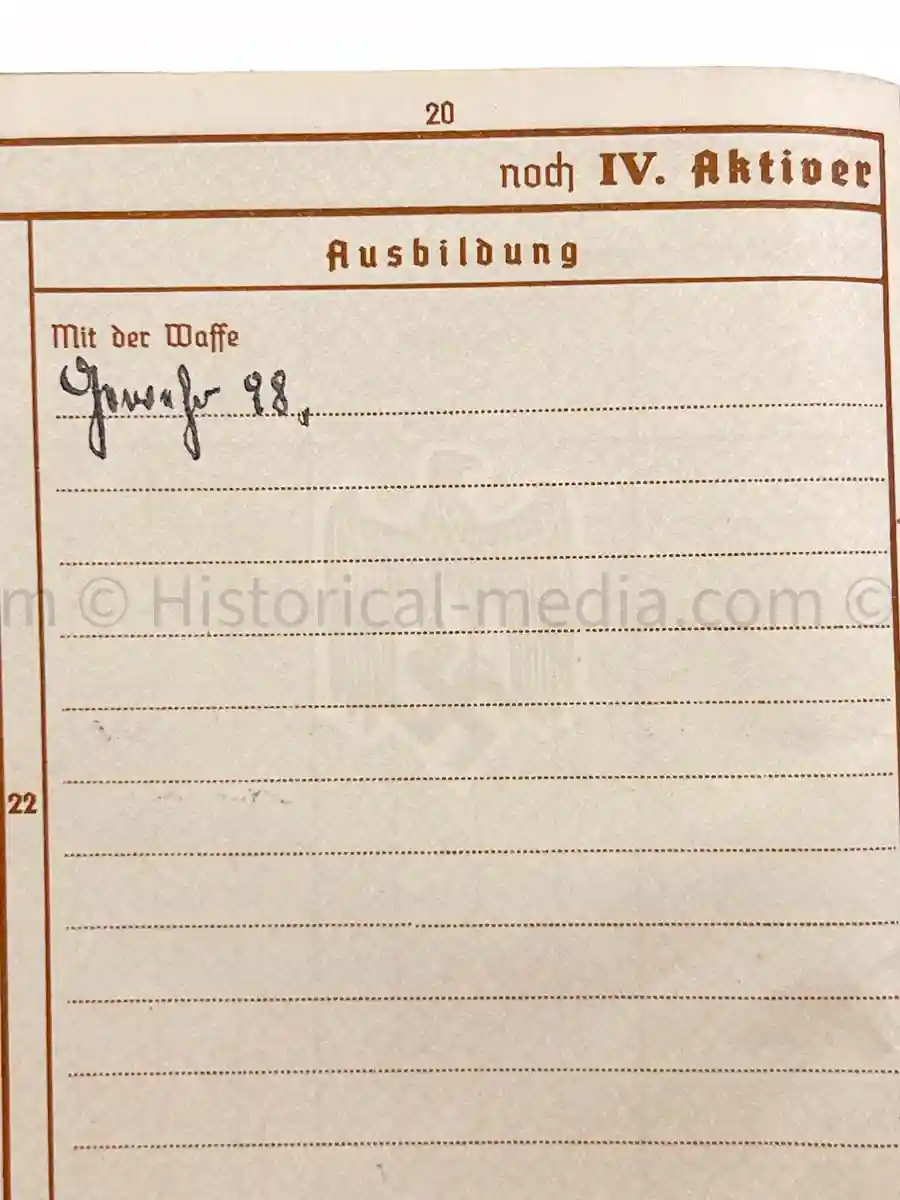 20
noch IV. Aktiver
Ausbildung
Mit der Waffe
Gewehr 98,
m © Historical-media.com ©
22